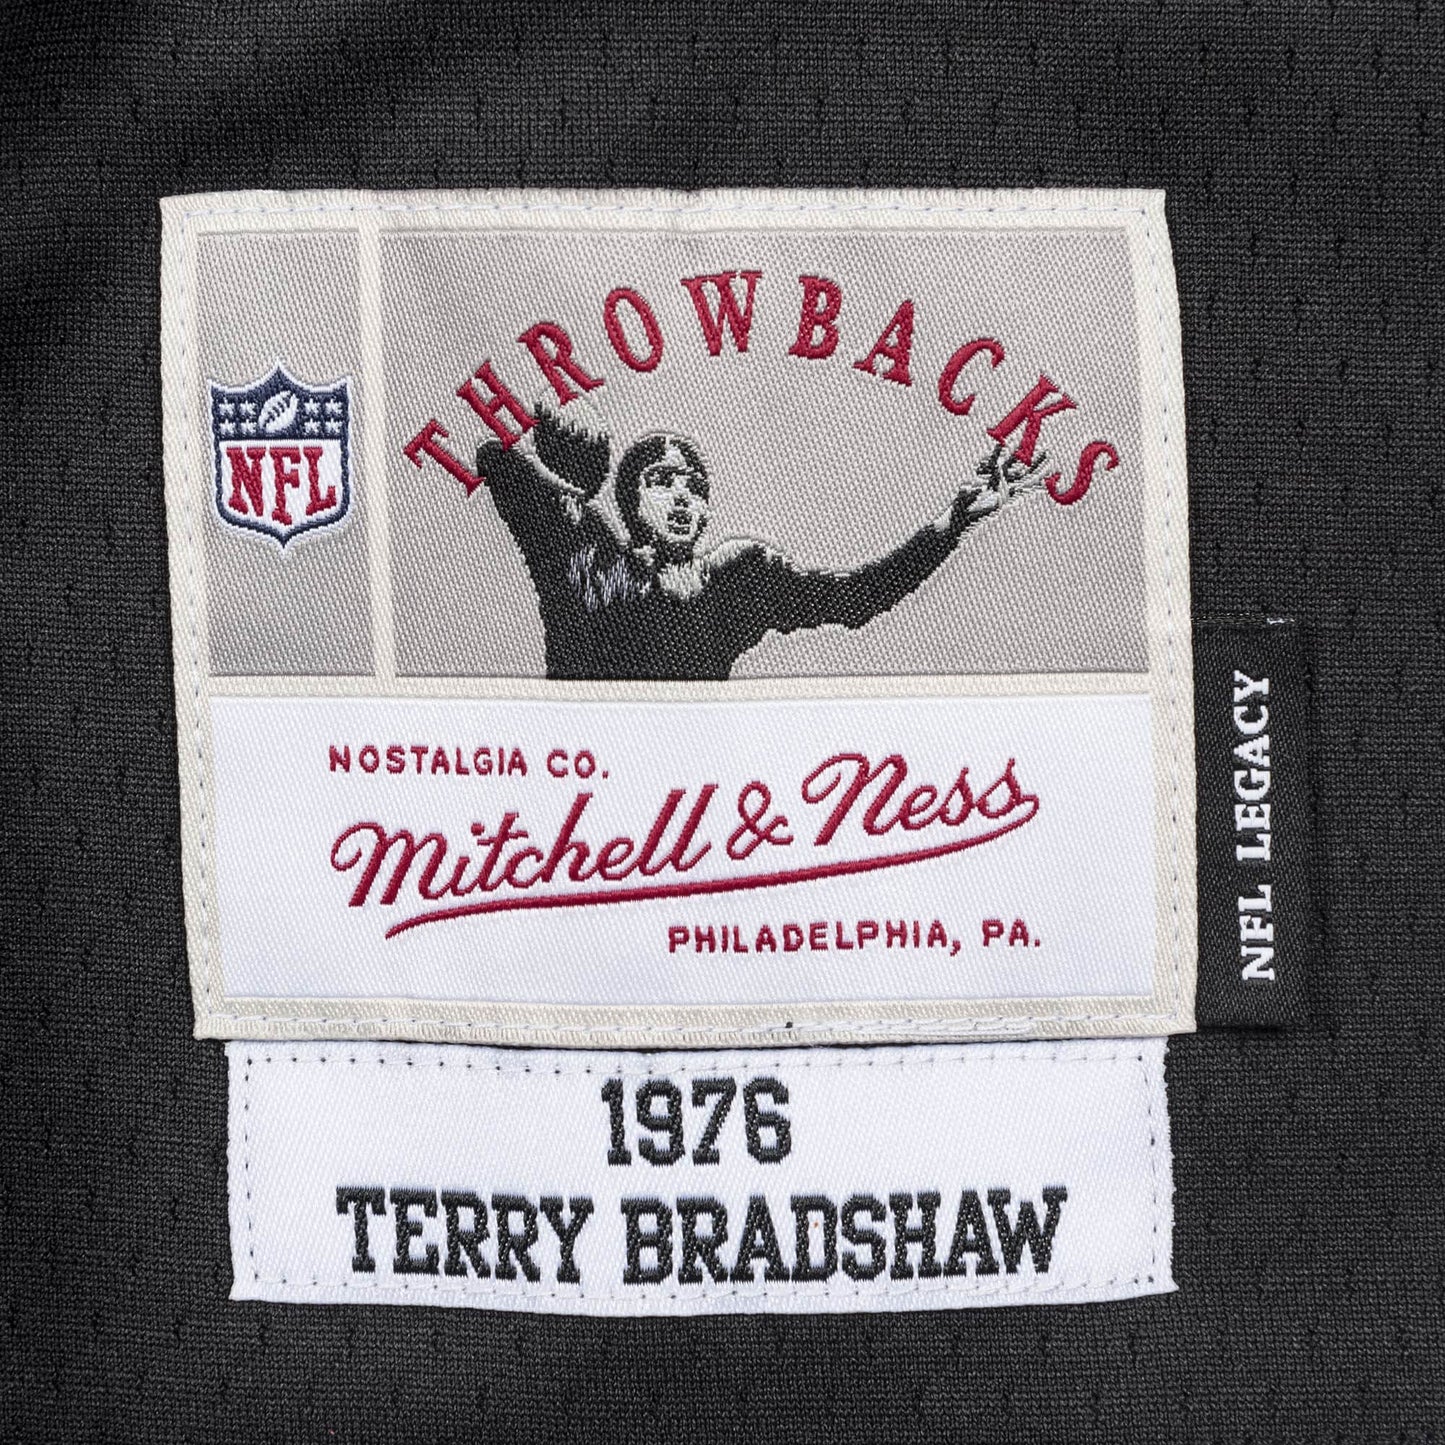 THROWBACKS
NFL
NOSTALGIA CO.
Mitchell & Ness
PHILADELPHIA, PA.
NFL LEGACY
1976
TERRY BRADSHAW